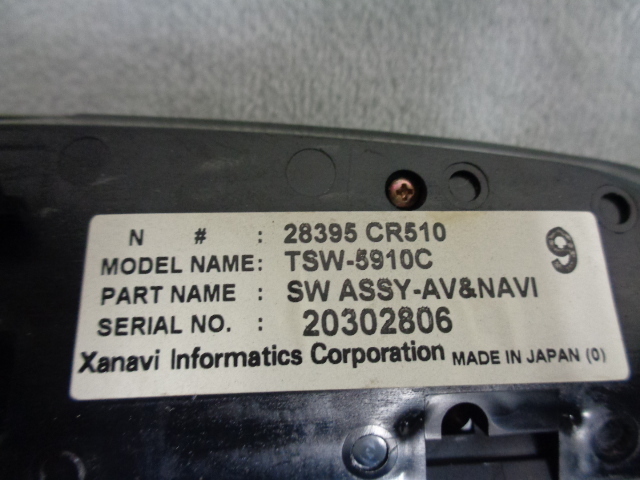 N # : 28395 CR510
MODEL NAME: TSW-5910C
PART NAME : SW ASSY-AV&NAVI
SERIAL NO. : 20302806
Xanavi Informatics Corporation MADE IN JAPAN (0)
9